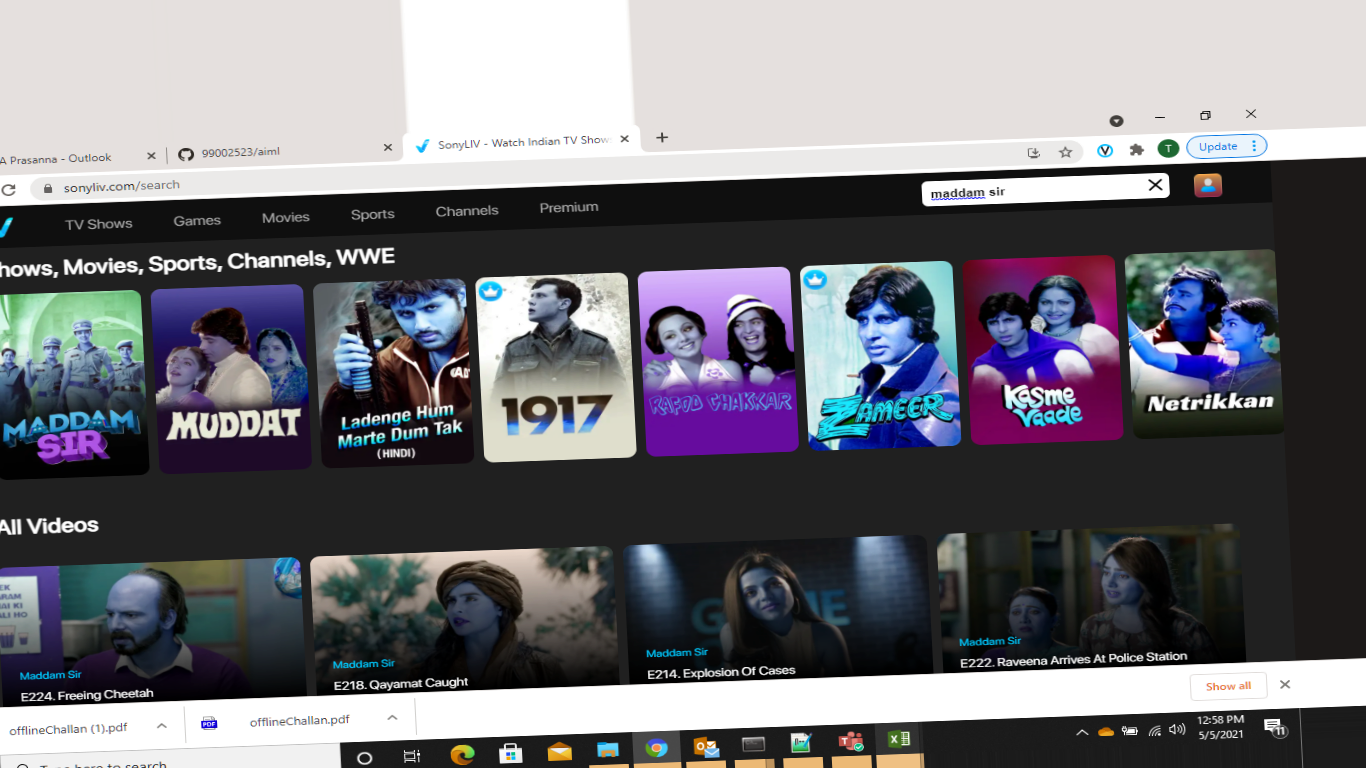 A Prasanna - Outlook
99002523/aiml
SonyLIV - Watch Indian TV Show
sonyliv.com/search
T
Update
TV Shows
Games
Movies
Sports
Channels
Premium
maddam sir
hows, Movies, Sports, Channels, WWE
MADDAM
SIR
MUDDAT
Ladenge Hum
Marte Dum Tak
(HINDI)
1917
RAFOO CHAKKAR
ZAMEER
Kasme
Vaade
Netrikkan
All Videos
Maddam Sir
E224. Freeing Cheetah
Maddam Sir
E218. Qayamat Caught
Maddam Sir
E214. Explosion Of Cases
Maddam Sir
E222. Raveena Arrives At Police Station
offlineChallan (1).pdf
PDF
offlineChallan.pdf
Show all
Type here to search
12:58 PM
5/5/2021
11